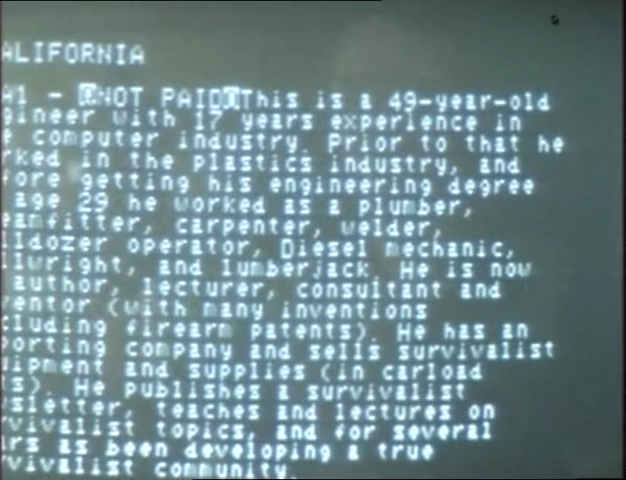 ALIFORNIA
A1 - NOT PAID This is a 49-year-old
gineer with 17 years experience in
e computer industry. Prior to that he
rked in the plastics industry, and
fore getting his engineering degree
age 29 he worked as a plumber,
eamfitter, carpenter, welder,
lldozer operator, Diesel mechanic,
llwright, and lumberjack. He is now
author, lecturer, consultant and
ventor (with many inventions
cluding firearm patents). He has an
porting company and sells survivalist
uipment and supplies (in carload
ts). He publishes a survivalist
sletter, teaches and lectures on
vivalist topics, and for several
ars as been developing a true
vivalist community.